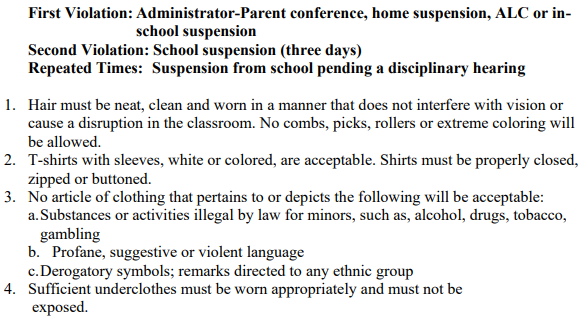 First Violation: Administrator-Parent conference, home suspension, ALC or in-
school suspension
Second Violation: School suspension (three days)
Repeated Times: Suspension from school pending a disciplinary hearing
1. Hair must be neat, clean and worn in a manner that does not interfere with vision or
cause a disruption in the classroom. No combs, picks, rollers or extreme coloring will
be allowed.
2. T-shirts with sleeves, white or colored, are acceptable. Shirts must be properly closed,
zipped or buttoned.
3. No article of clothing that pertains to or depicts the following will be acceptable:
a. Substances or activities illegal by law for minors, such as, alcohol, drugs, tobacco,
gambling
b. Profane, suggestive or violent language
c. Derogatory symbols; remarks directed to any ethnic group
4. Sufficient underclothes must be worn appropriately and must not be
exposed.